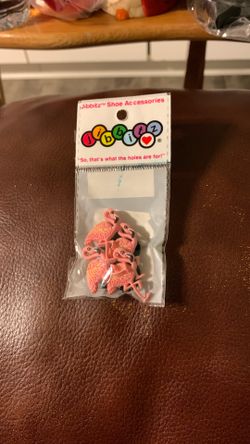 Jibbitz™ Shoe Accessories
jibbitz®
"So, that's what the holes are for!"